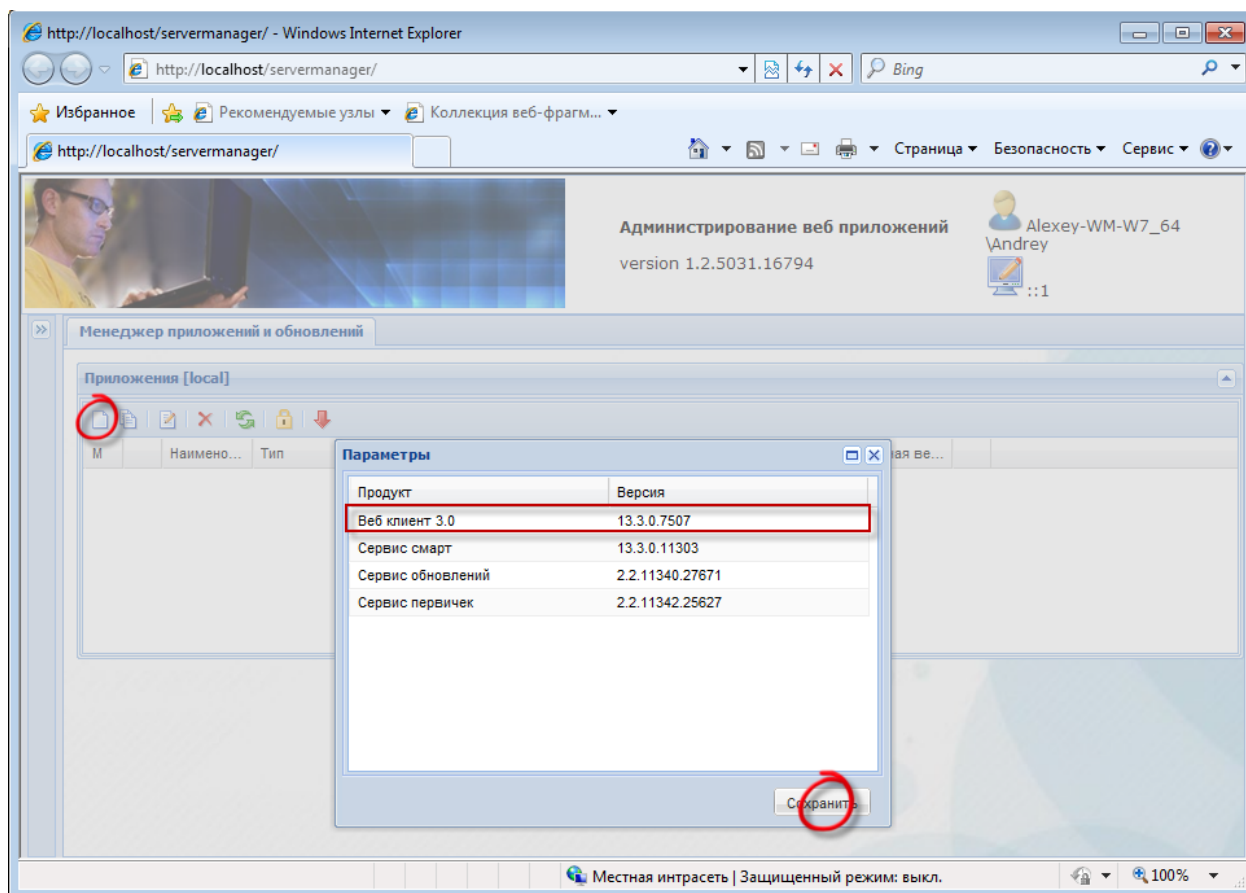 http://localhost/servermanager/ - Windows Internet Explorer
http://localhost/servermanager/
Bing
Избранное
Рекомендуемые узлы
Коллекция веб-фрагм...
http://localhost/servermanager/
Страница
Безопасность
Сервис
Администрирование веб приложений
version 1.2.5031.16794
Alexey-WM-W7_64
\Andrey
::1
Менеджер приложений и обновлений
Приложения [local]
М Наимено... Тип ная ве...
Параметры
Продукт Версия
Веб клиент 3.0 13.3.0.7507
Сервис смарт 13.3.0.11303
Сервис обновлений 2.2.11340.27671
Сервис первичек 2.2.11342.25627
Сохранить
Местная интрасеть | Защищенный режим: выкл.
100%